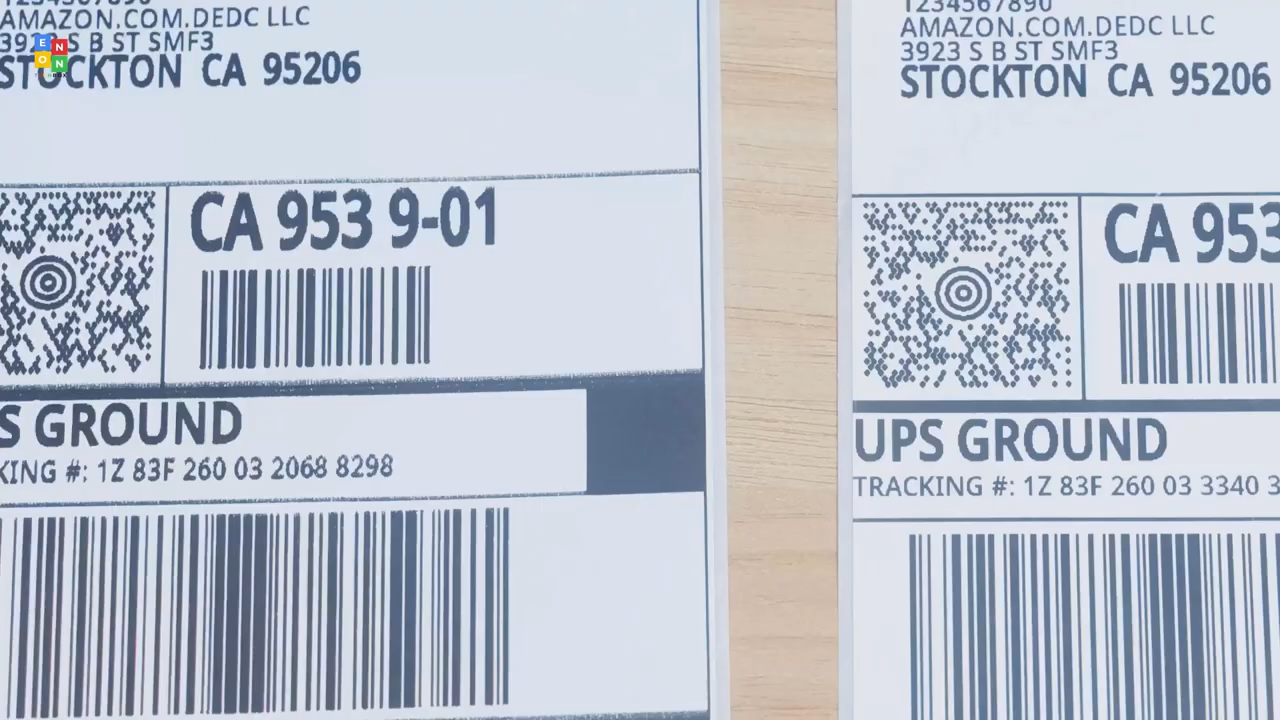 1234567890
AMAZON.COM.DEDC LLC
3923 S B ST SMF3
STOCKTON CA 95206
CA 953 9-01
S GROUND
KING #: 1Z 83F 260 03 2068 8298
1234567890
AMAZON.COM.DEDC LLC
3923 S B ST SMF3
STOCKTON CA 95206
CA 953
UPS GROUND
TRACKING #: 1Z 83F 260 03 3340 3
E N
O N